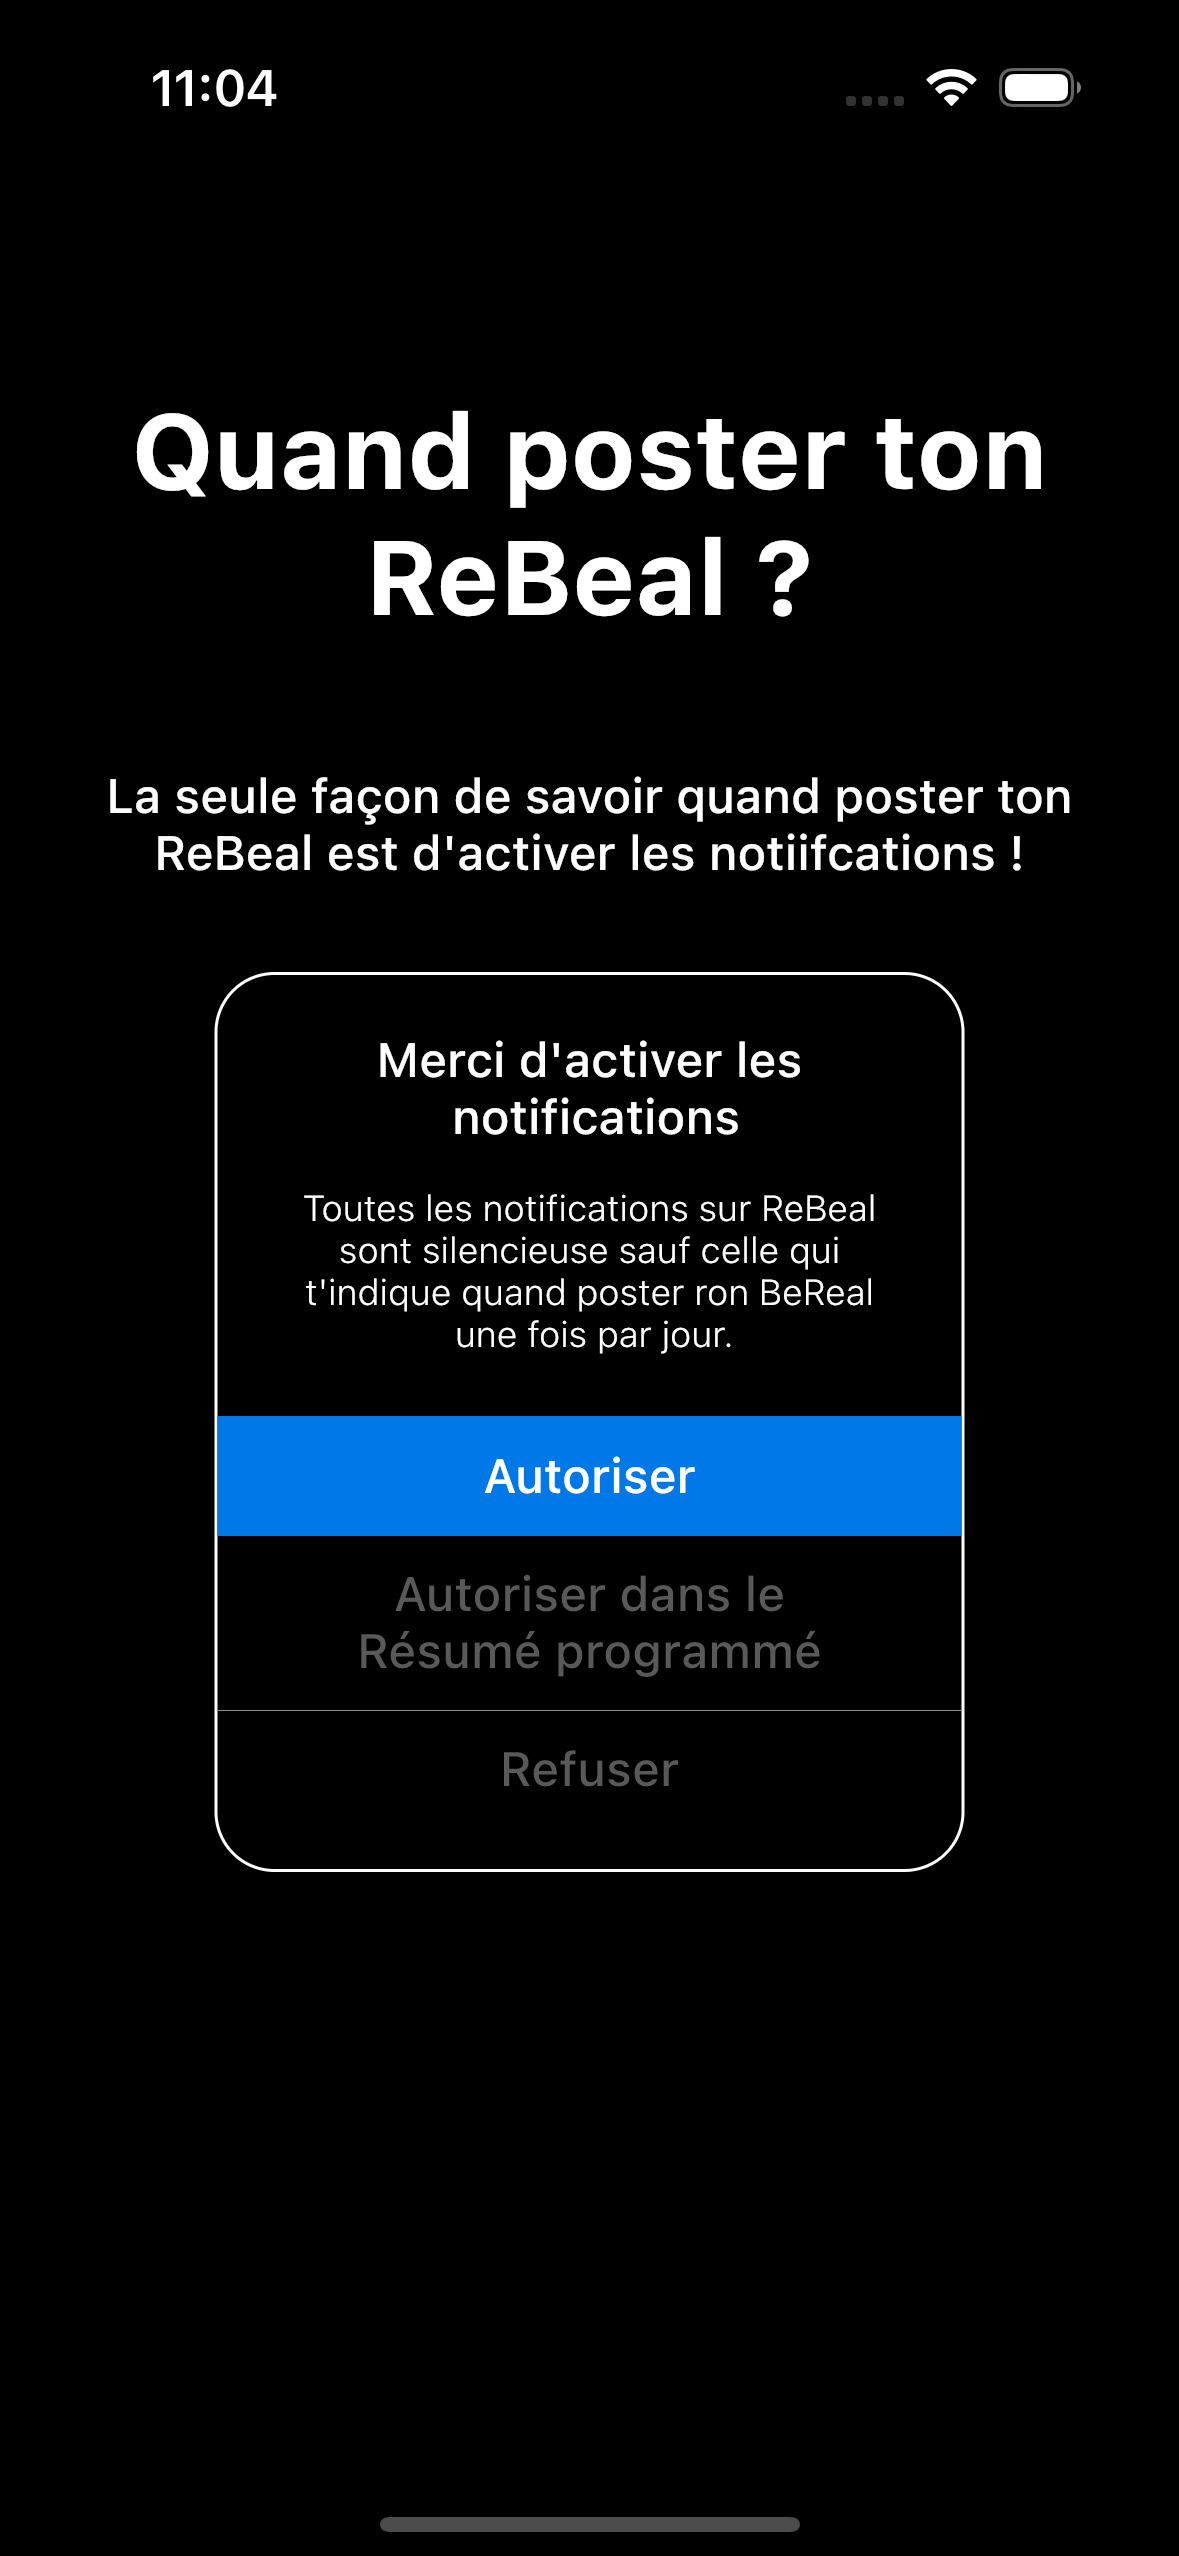 11:04
Quand poster ton
ReBeal ?
La seule façon de savoir quand poster ton
ReBeal est d'activer les notiifcations !
Merci d'activer les
notifications
Toutes les notifications sur ReBeal
sont silencieuse sauf celle qui
t'indique quand poster ron BeReal
une fois par jour.
Autoriser
Autoriser dans le
Résumé programmé
Refuser